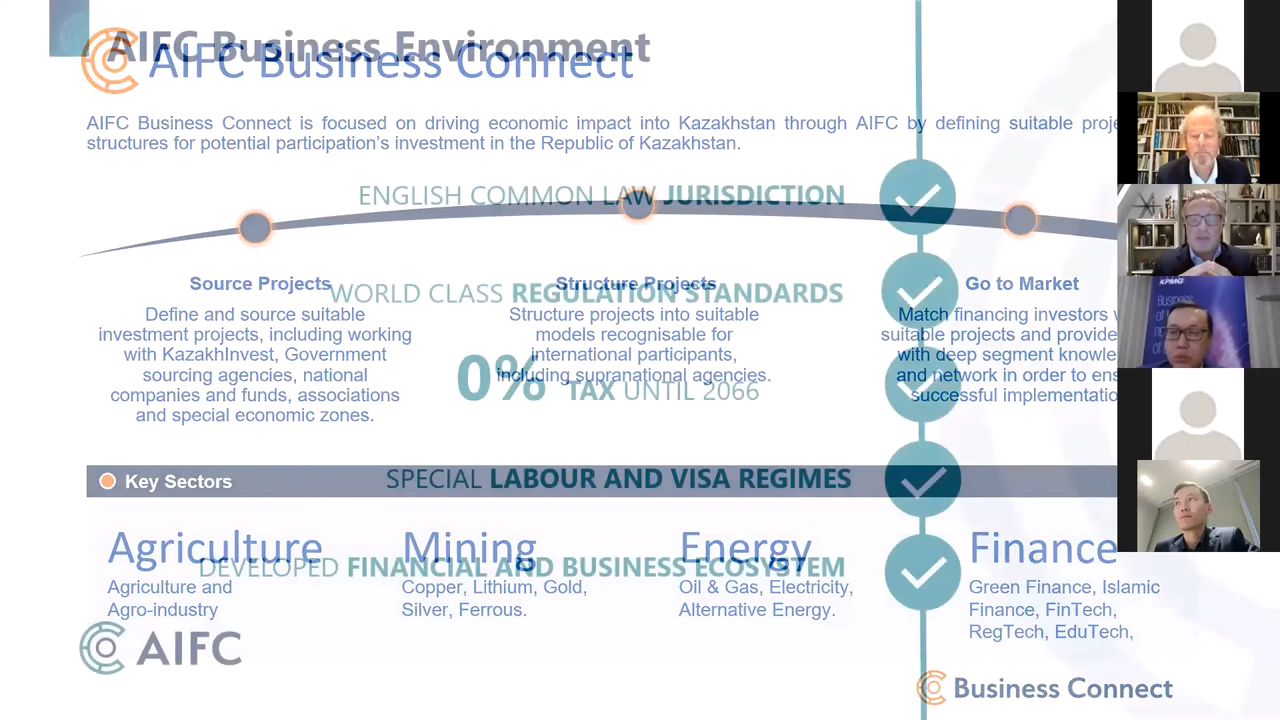 AIFC Business Environment
AIFC Business Connect
AIFC Business Connect is focused on driving economic impact into Kazakhstan through AIFC by defining suitable
structures for potential participation's investment in the Republic of Kazakhstan.
ENGLISH COMMON LAW JURISDICTION
WORLD CLASS REGULATION STANDARDS
0% TAX UNTIL 2066
SPECIAL LABOUR AND VISA REGIMES
DEVELOPED FINANCIAL AND BUSINESS ECOSYSTEM
Source Projects
Define and source suitable
investment projects, including working
with KazakhInvest, Government
sourcing agencies, national
companies and funds, associations
and special economic zones.
Structure Projects
Structure projects into suitable
models recognisable for
international participants,
including supranational agencies.
Go to Market
Match financing investors
suitable projects and provide
with deep segment
and network in order to
successful
Key Sectors
Agriculture
Agriculture and
Agro-industry
Mining
Copper, Lithium, Gold,
Silver, Ferrous.
Energy
Oil & Gas, Electricity,
Alternative Energy.
Finance
Green Finance, Islamic
Finance, FinTech,
RegTech, EduTech,
AIFC
Business Connect
KPMG
Business